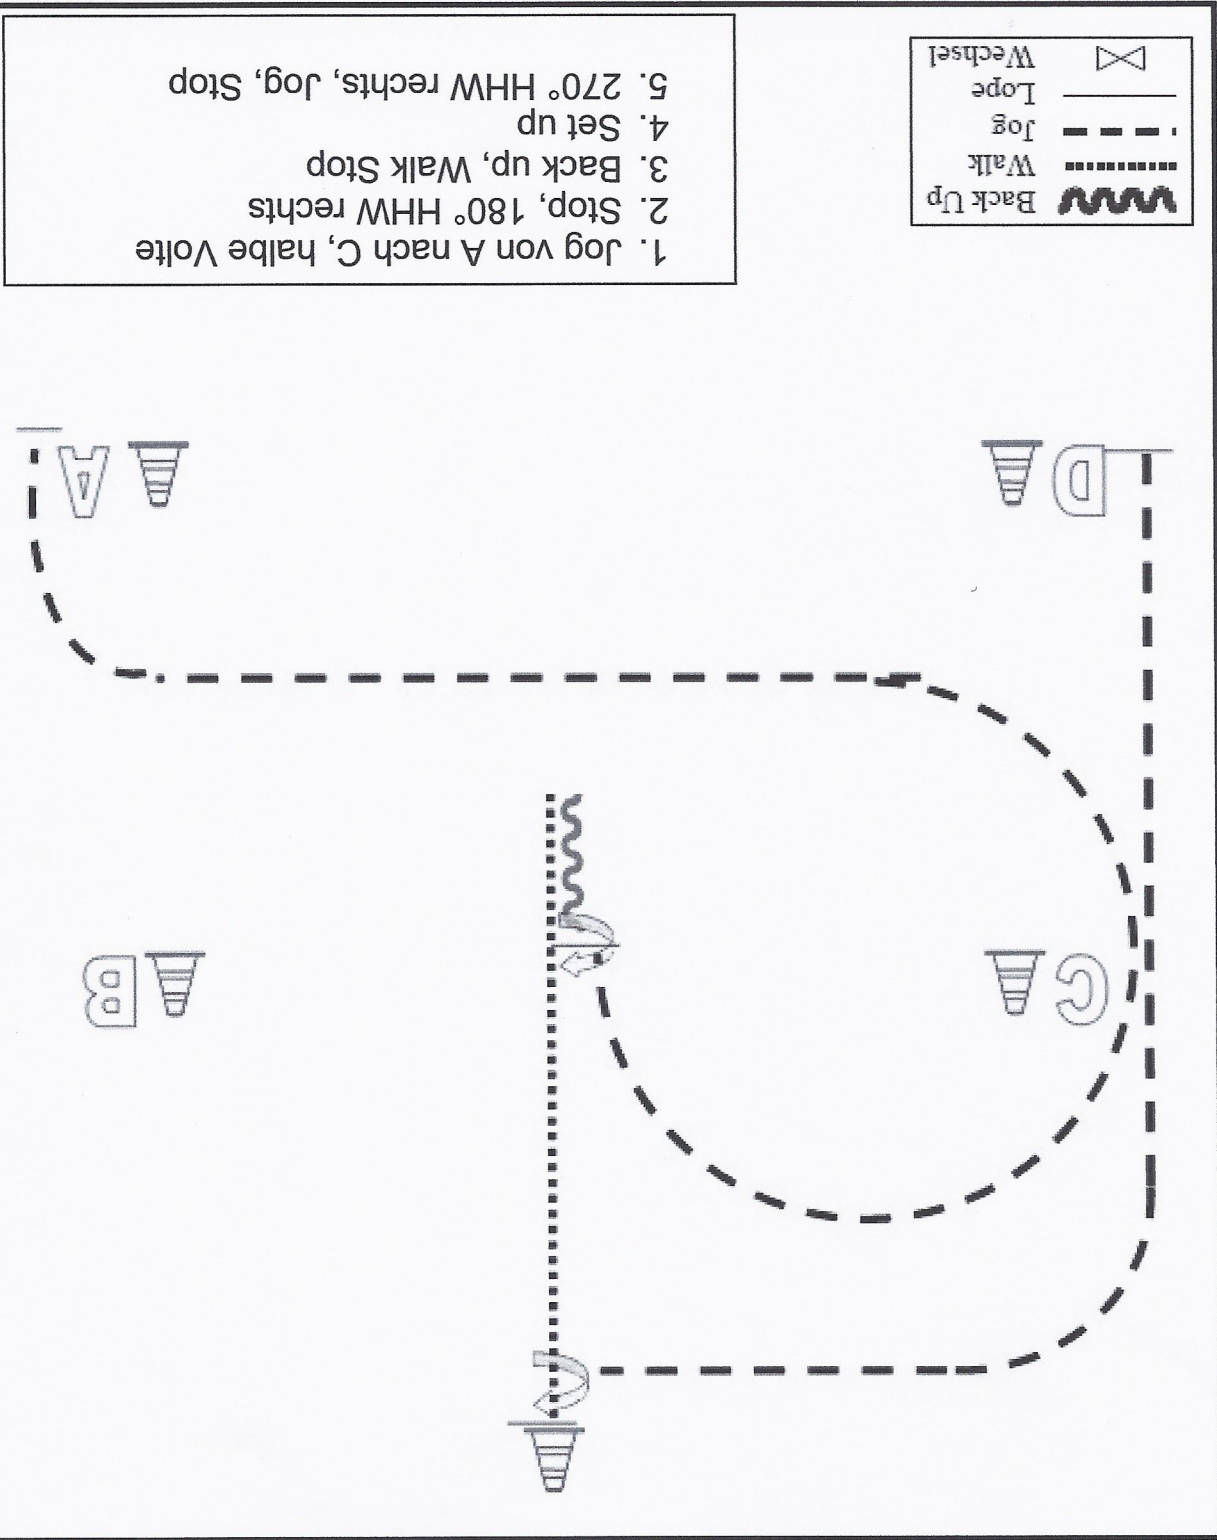 1. Jog von A nach C, halbe Volte
2. Stop, 180° HHW rechts
3. Back up, Walk Stop
4. Set up
5. 270° HHW rechts, Jog, Stop
Back Up
Walk
Jog
Lope
Wechsel
D
A
C
B